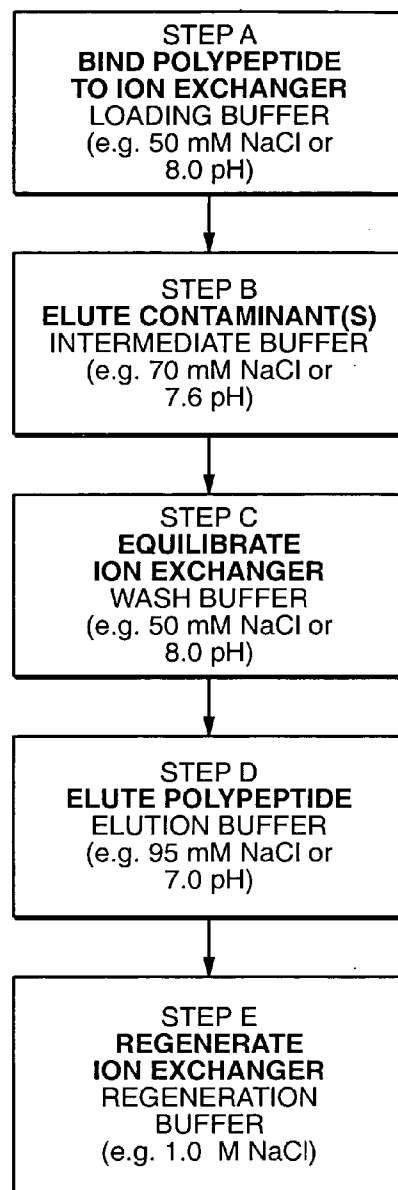 STEP A
BIND POLYPEPTIDE
TO ION EXCHANGER
LOADING BUFFER
(e.g. 50 mM NaCl or
8.0 pH)
STEP B
ELUTE CONTAMINANT(S)
INTERMEDIATE BUFFER
(e.g. 70 mM NaCl or
7.6 pH)
STEP C
EQUILIBRATE
ION EXCHANGER
WASH BUFFER
(e.g. 50 mM NaCl or
8.0 pH)
STEP D
ELUTE POLYPEPTIDE
ELUTION BUFFER
(e.g. 95 mM NaCl or
7.0 pH)
STEP E
REGENERATE
ION EXCHANGER
REGENERATION
BUFFER
(e.g. 1.0 M NaCl)